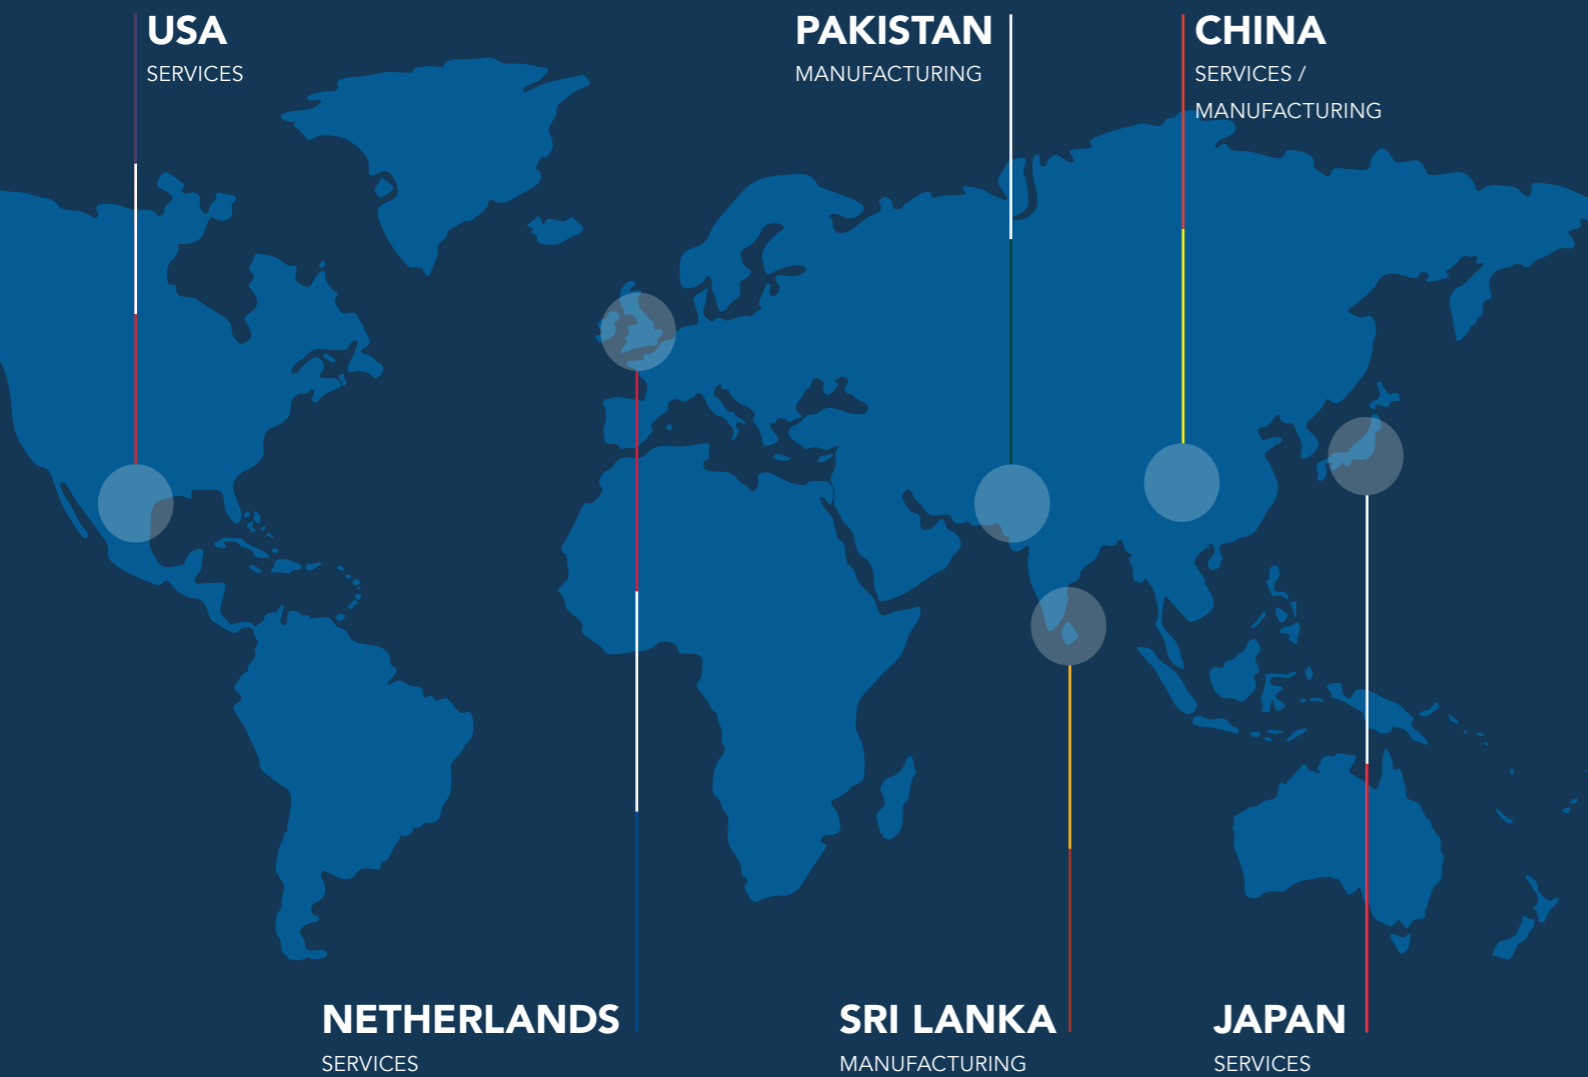 USA
SERVICES
PAKISTAN
MANUFACTURING
CHINA
SERVICES /
MANUFACTURING
NETHERLANDS
SERVICES
SRI LANKA
MANUFACTURING
JAPAN
SERVICES